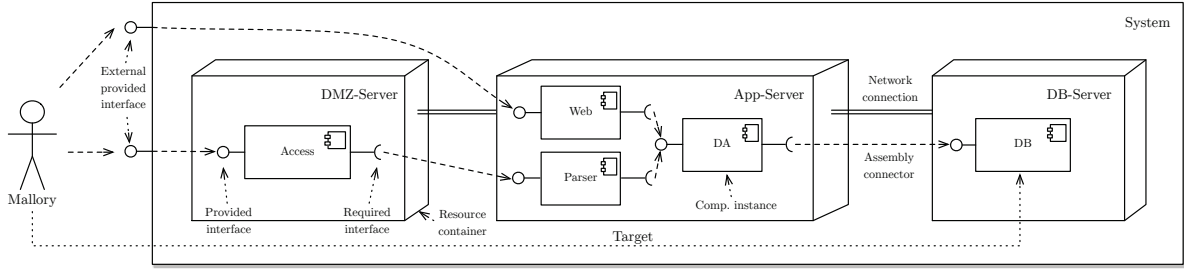 System
External
provided
interface
Mallory
DMZ-Server
Access
Provided
interface
Required
interface
Resource
container
App-Server
Web
Parser
DA
Comp. instance
Network
connection
Assembly
connector
DB-Server
DB
Target